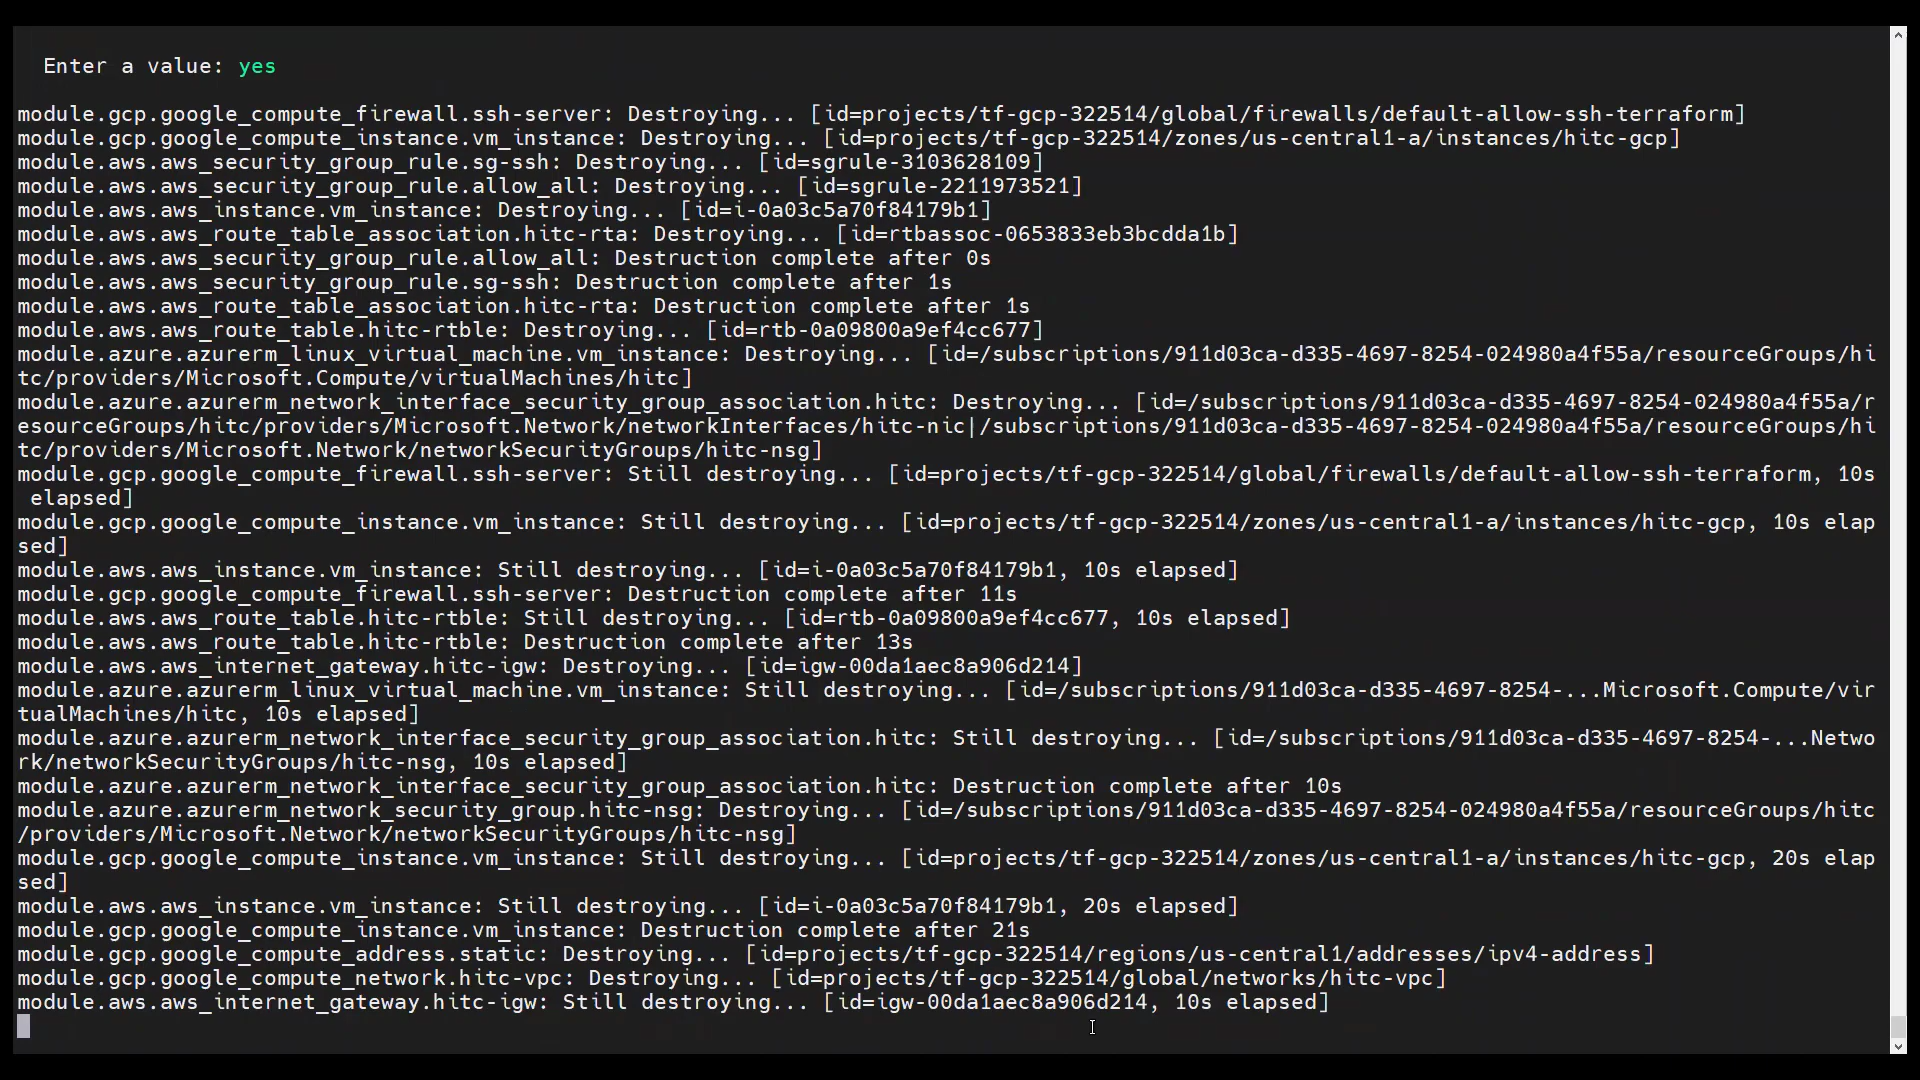 Enter a value: yes
module.gcp.google_compute_firewall.ssh-server: Destroying... [id=projects/tf-gcp-322514/global/firewalls/default-allow-ssh-terraform]
module.gcp.google_compute_instance.vm_instance: Destroying... [id=projects/tf-gcp-322514/zones/us-central1-a/instances/hitc-gcp]
module.aws.aws_security_group_rule.sg-ssh: Destroying... [id=sgrule-3103628109]
module.aws.aws_security_group_rule.allow_all: Destroying... [id=sgrule-2211973521]
module.aws.aws_instance.vm_instance: Destroying... [id=i-0a03c5a70f84179b1]
module.aws.aws_route_table_association.hitc-rta: Destroying... [id=rtbassoc-0653833eb3bcdda1b]
module.aws.aws_security_group_rule.allow_all: Destruction complete after 0s
module.aws.aws_security_group_rule.sg-ssh: Destruction complete after 1s
module.aws.aws_route_table_association.hitc-rta: Destruction complete after 1s
module.aws.aws_route_table.hitc-rtble: Destroying... [id=rtb-0a09800a9ef4cc677]
module.azure.azurerm_linux_virtual_machine.vm_instance: Destroying... [id=/subscriptions/911d03ca-d335-4697-8254-024980a4f55a/resourceGroups/hi
tc/providers/Microsoft.Compute/virtualMachines/hitc]
module.azure.azurerm_network_interface_security_group_association.hitc: Destroying... [id=/subscriptions/911d03ca-d335-4697-8254-024980a4f55a/r
esourceGroups/hitc/providers/Microsoft.Network/networkInterfaces/hitc-nic|/subscriptions/911d03ca-d335-4697-8254-024980a4f55a/resourceGroups/hi
tc/providers/Microsoft.Network/networkSecurityGroups/hitc-nsg]
module.gcp.google_compute_firewall.ssh-server: Still destroying... [id=projects/tf-gcp-322514/global/firewalls/default-allow-ssh-terraform, 10s
 elapsed]
module.gcp.google_compute_instance.vm_instance: Still destroying... [id=projects/tf-gcp-322514/zones/us-central1-a/instances/hitc-gcp, 10s elap
sed]
module.aws.aws_instance.vm_instance: Still destroying... [id=i-0a03c5a70f84179b1, 10s elapsed]
module.gcp.google_compute_firewall.ssh-server: Destruction complete after 11s
module.aws.aws_route_table.hitc-rtble: Still destroying... [id=rtb-0a09800a9ef4cc677, 10s elapsed]
module.aws.aws_route_table.hitc-rtble: Destruction complete after 13s
module.aws.aws_internet_gateway.hitc-igw: Destroying... [id=igw-00da1aec8a906d214]
module.azure.azurerm_linux_virtual_machine.vm_instance: Still destroying... [id=/subscriptions/911d03ca-d335-4697-8254-...Microsoft.Compute/vir
tualMachines/hitc, 10s elapsed]
module.azure.azurerm_network_interface_security_group_association.hitc: Still destroying... [id=/subscriptions/911d03ca-d335-4697-8254-...Netwo
rk/networkSecurityGroups/hitc-nsg, 10s elapsed]
module.azure.azurerm_network_interface_security_group_association.hitc: Destruction complete after 10s
module.azure.azurerm_network_security_group.hitc-nsg: Destroying... [id=/subscriptions/911d03ca-d335-4697-8254-024980a4f55a/resourceGroups/hitc
/providers/Microsoft.Network/networkSecurityGroups/hitc-nsg]
module.gcp.google_compute_instance.vm_instance: Still destroying... [id=projects/tf-gcp-322514/zones/us-central1-a/instances/hitc-gcp, 20s elap
sed]
module.aws.aws_instance.vm_instance: Still destroying... [id=i-0a03c5a70f84179b1, 20s elapsed]
module.gcp.google_compute_instance.vm_instance: Destruction complete after 21s
module.gcp.google_compute_address.static: Destroying... [id=projects/tf-gcp-322514/regions/us-central1/addresses/ipv4-address]
module.gcp.google_compute_network.hitc-vpc: Destroying... [id=projects/tf-gcp-322514/global/networks/hitc-vpc]
module.aws.aws_internet_gateway.hitc-igw: Still destroying... [id=igw-00da1aec8a906d214, 10s elapsed]